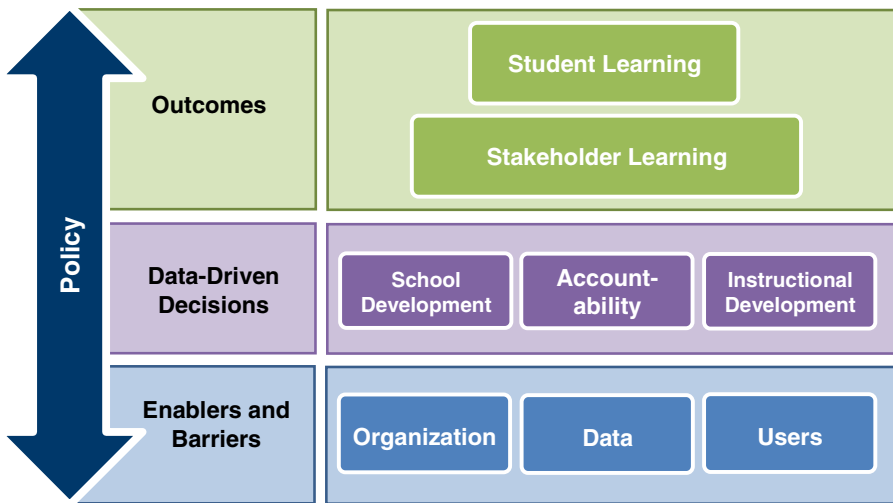 Policy
Outcomes
Student Learning
Stakeholder Learning
Data-Driven
Decisions
School
Development
Account-
ability
Instructional
Development
Enablers and
Barriers
Organization
Data
Users